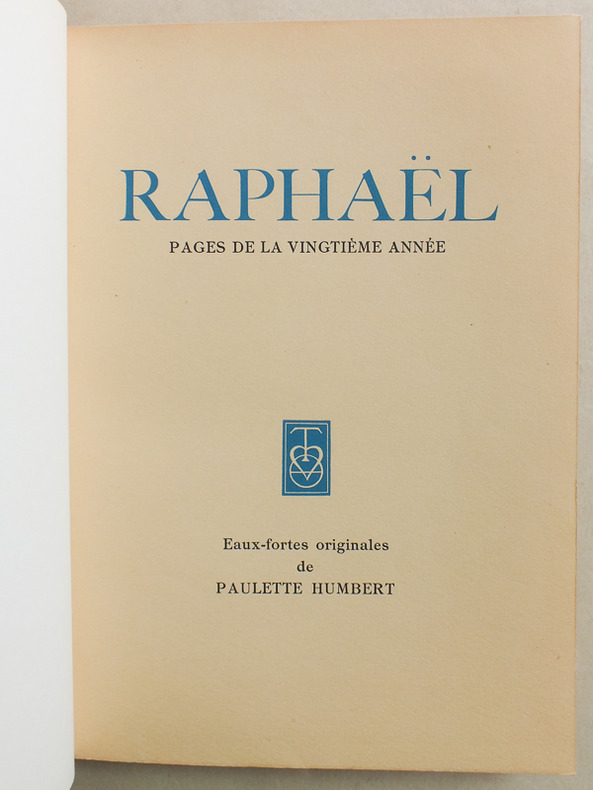 RAPHAËL
PAGES DE LA VINGTIÈME ANNÉE
Eaux-fortes originales
de
PAULETTE HUMBERT